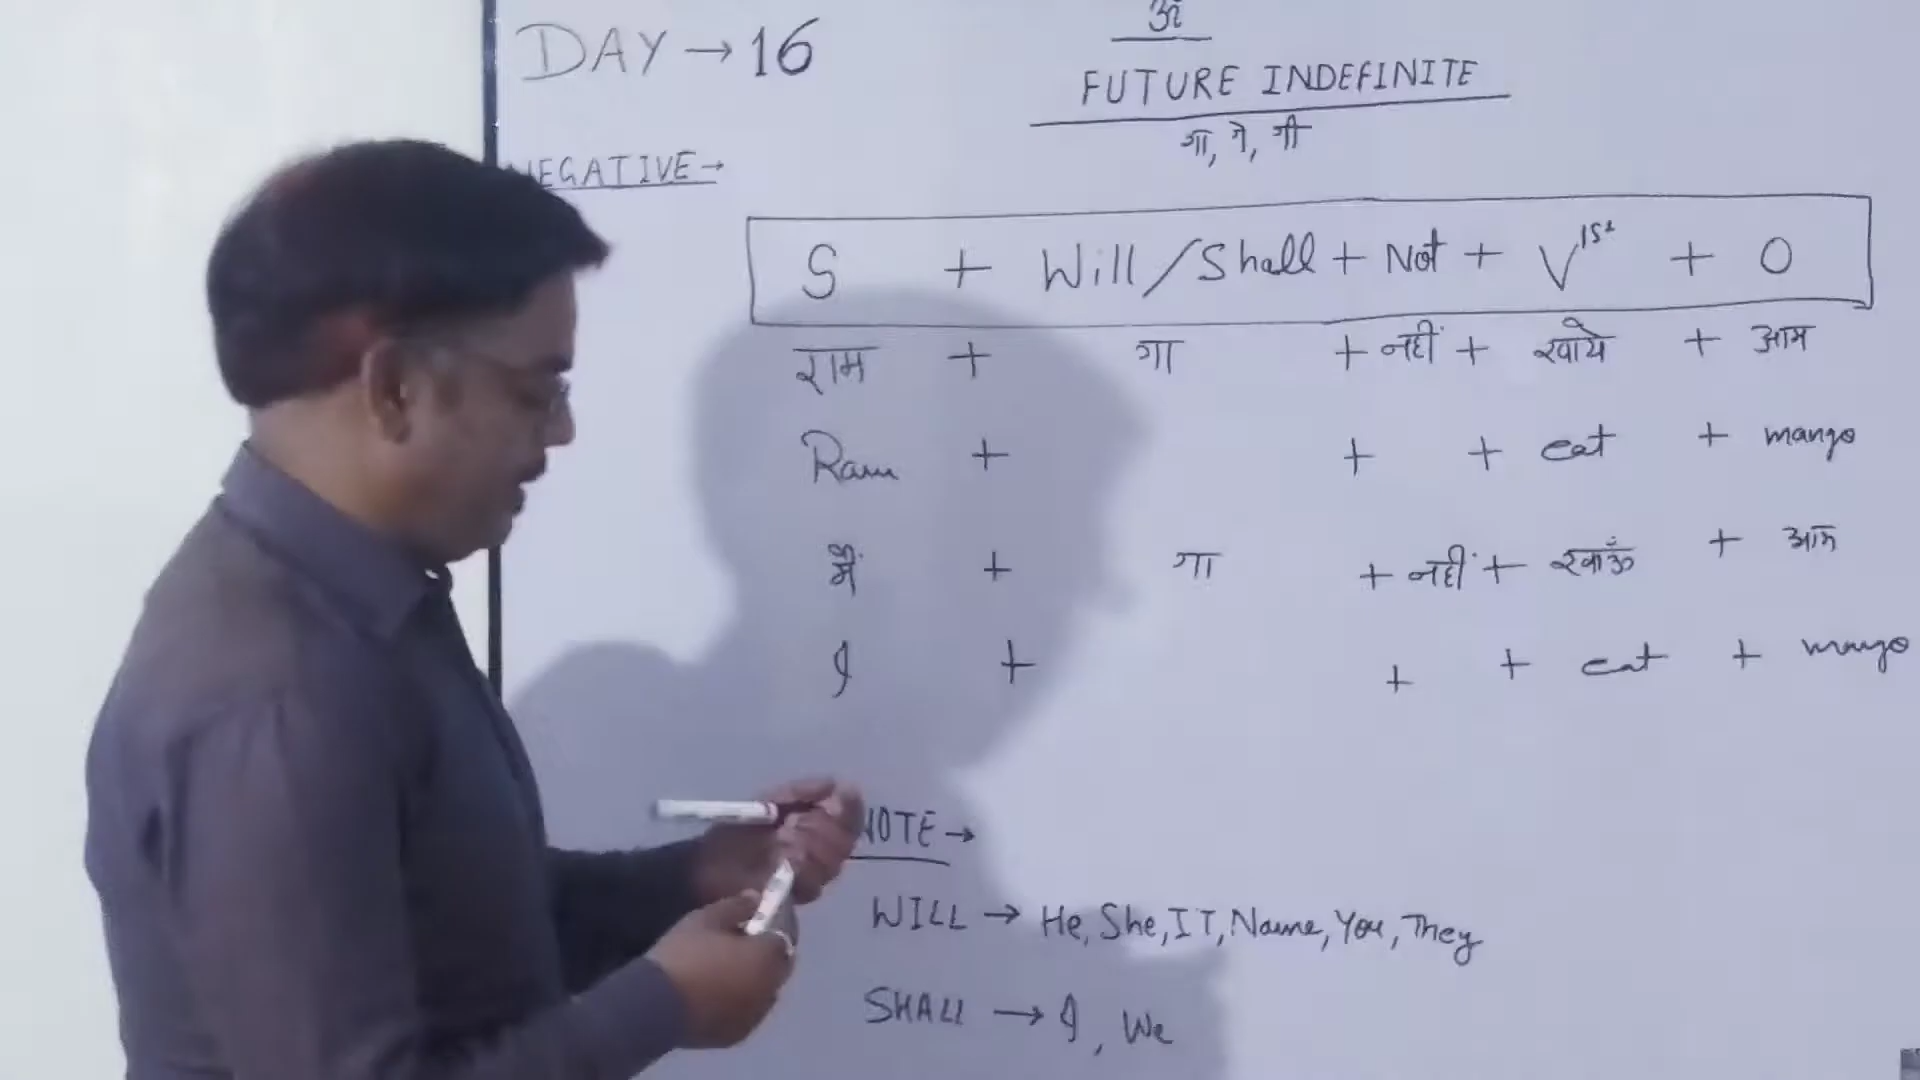 DAY → 16
FUTURE INDEFINITE
गा, गे, गी
NEGATIVE →
S + Will/Shall + Not + V1st + O
राम + गा + नहीं + खाये + आम
Ram + + + eat + mango
मैं + गा + नहीं + खाऊँ + आम
I + + + eat + mango
NOTE →
WILL → He, She, IT, Name, You, They
SHALL → I, We